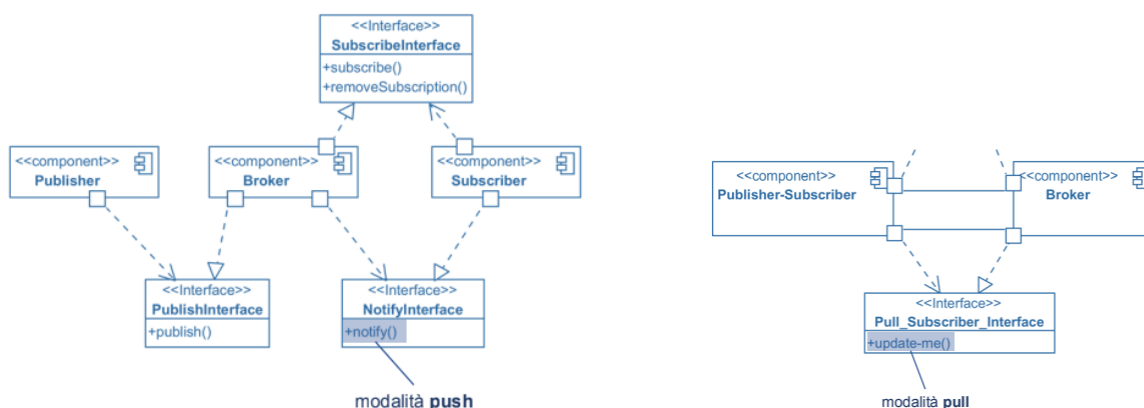 <<Interface>>
SubscribeInterface
+subscribe()
+removeSubscription()
<<component>>
Publisher
<<component>>
Broker
<<component>>
Subscriber
<<Interface>>
PublishInterface
+publish()
<<Interface>>
NotifyInterface
+notify()
modalità push
<<component>>
Publisher-Subscriber
<<component>>
Broker
<<Interface>>
Pull_Subscriber_Interface
+update-me()
modalità pull